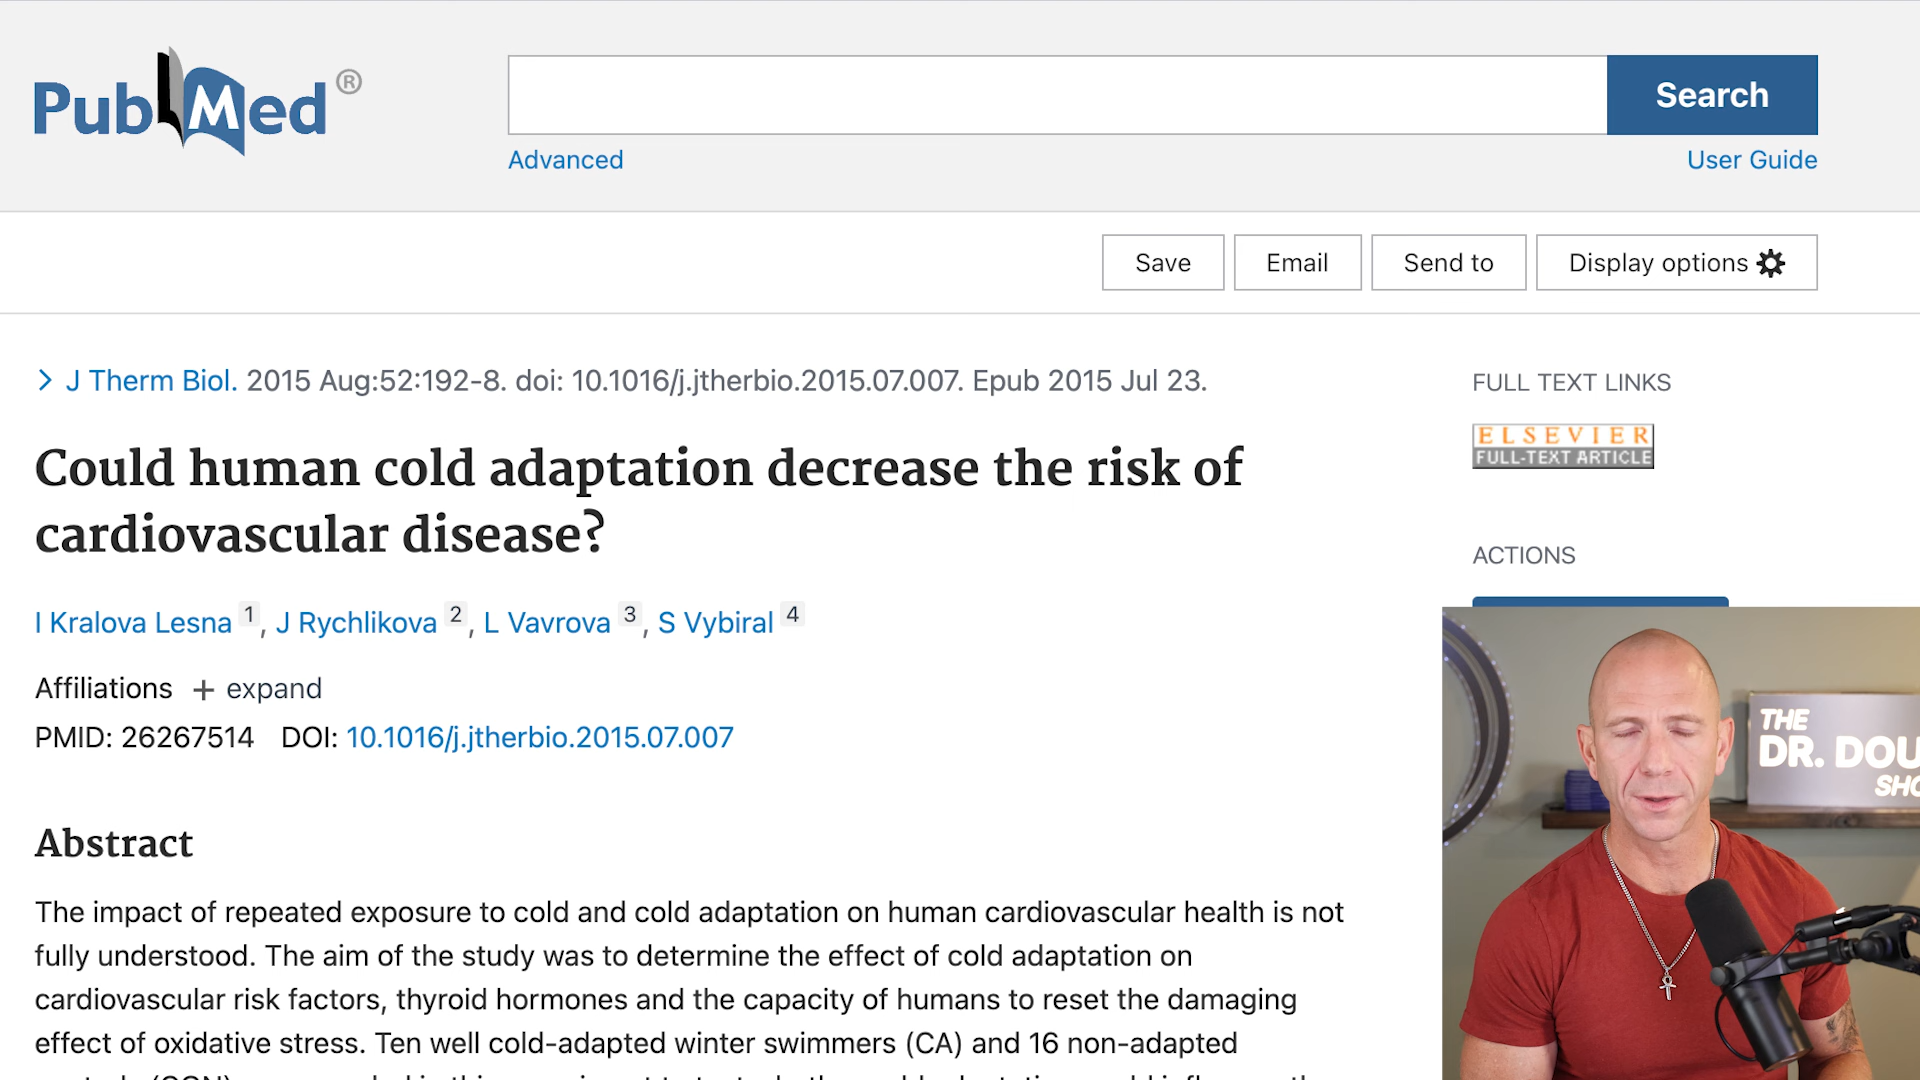 PubMed®
Search
Advanced
User Guide
Save
Email
Send to
Display options
J Therm Biol. 2015 Aug:52:192-8. doi: 10.1016/j.jtherbio.2015.07.007. Epub 2015 Jul 23.
Could human cold adaptation decrease the risk of
cardiovascular disease?
I Kralova Lesna 1, J Rychlikova 2, L Vavrova 3, S Vybiral 4
Affiliations + expand
PMID: 26267514 DOI: 10.1016/j.jtherbio.2015.07.007
Abstract
The impact of repeated exposure to cold and cold adaptation on human cardiovascular health is not
fully understood. The aim of the study was to determine the effect of cold adaptation on
cardiovascular risk factors, thyroid hormones and the capacity of humans to reset the damaging
effect of oxidative stress. Ten well cold-adapted winter swimmers (CA) and 16 non-adapted
FULL TEXT LINKS
ELSEVIER
FULL-TEXT ARTICLE
ACTIONS
THE
DR. DOU
SHO